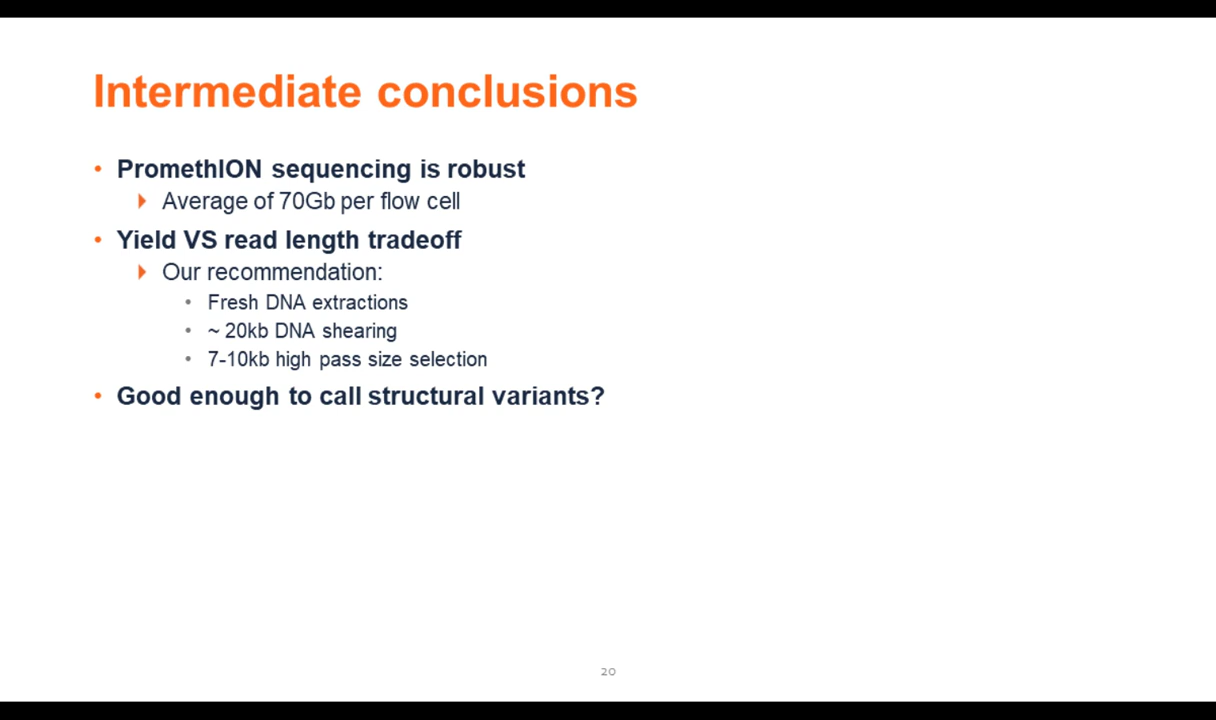 Intermediate conclusions
• PromethION sequencing is robust
Average of 70Gb per flow cell
• Yield VS read length tradeoff
Our recommendation:
• Fresh DNA extractions
• ~ 20kb DNA shearing
• 7-10kb high pass size selection
• Good enough to call structural variants?
20